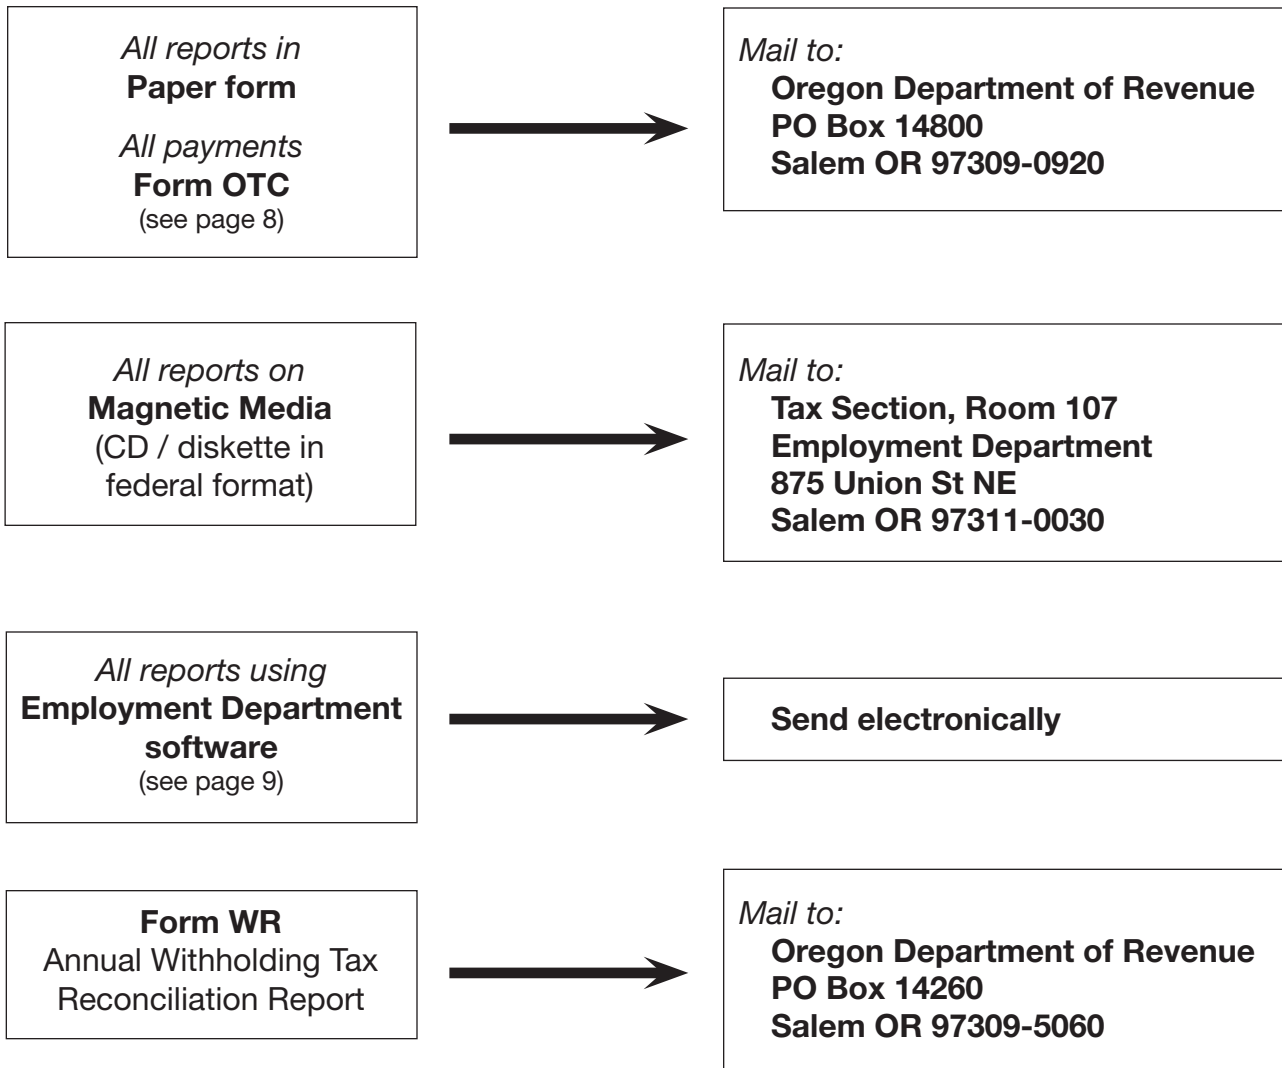 All reports in
Paper form
All payments
Form OTC
(see page 8)
Mail to:
Oregon Department of Revenue
PO Box 14800
Salem OR 97309-0920
All reports on
Magnetic Media
(CD / diskette in
federal format)
Mail to:
Tax Section, Room 107
Employment Department
875 Union St NE
Salem OR 97311-0030
All reports using
Employment Department
software
(see page 9)
Send electronically
Form WR
Annual Withholding Tax
Reconciliation Report
Mail to:
Oregon Department of Revenue
PO Box 14260
Salem OR 97309-5060